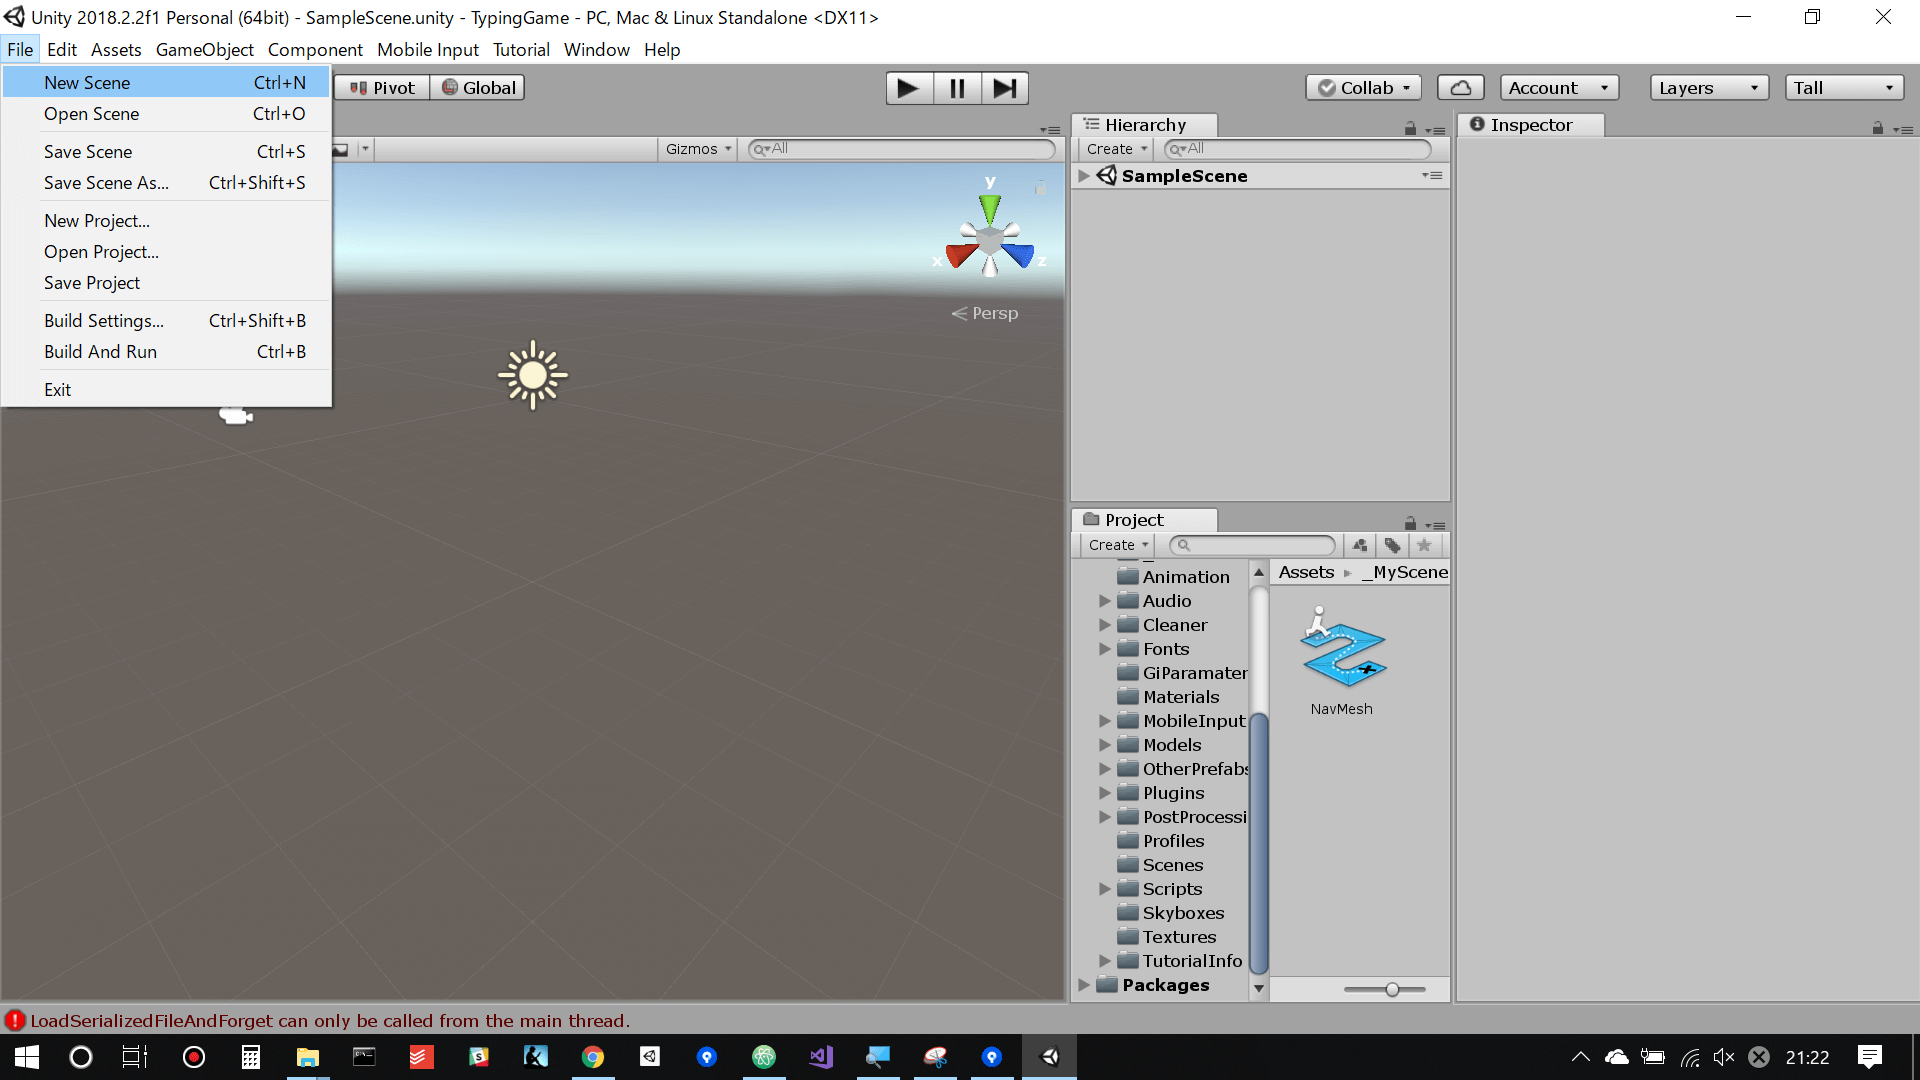 Unity 2018.2.2f1 Personal (64bit) - SampleScene.unity - TypingGame - PC, Mac & Linux Standalone <DX11>
File Edit Assets GameObject Component Mobile Input Tutorial Window Help
New Scene Ctrl+N
Open Scene Ctrl+O
Save Scene Ctrl+S
Save Scene As... Ctrl+Shift+S
New Project...
Open Project...
Save Project
Build Settings... Ctrl+Shift+B
Build And Run Ctrl+B
Exit
Pivot Global
Collab Account Layers Tall
Gizmos All
y
x z
Persp
Hierarchy
Create All
SampleScene
Inspector
Project
Create
Animation
Audio
Cleaner
Fonts
GiParamater
Materials
MobileInput
Models
OtherPrefabs
Plugins
PostProcessi
Profiles
Scenes
Scripts
Skyboxes
Textures
TutorialInfo
Packages
Assets _MyScene
NavMesh
LoadSerializedFileAndForget can only be called from the main thread.
21:22